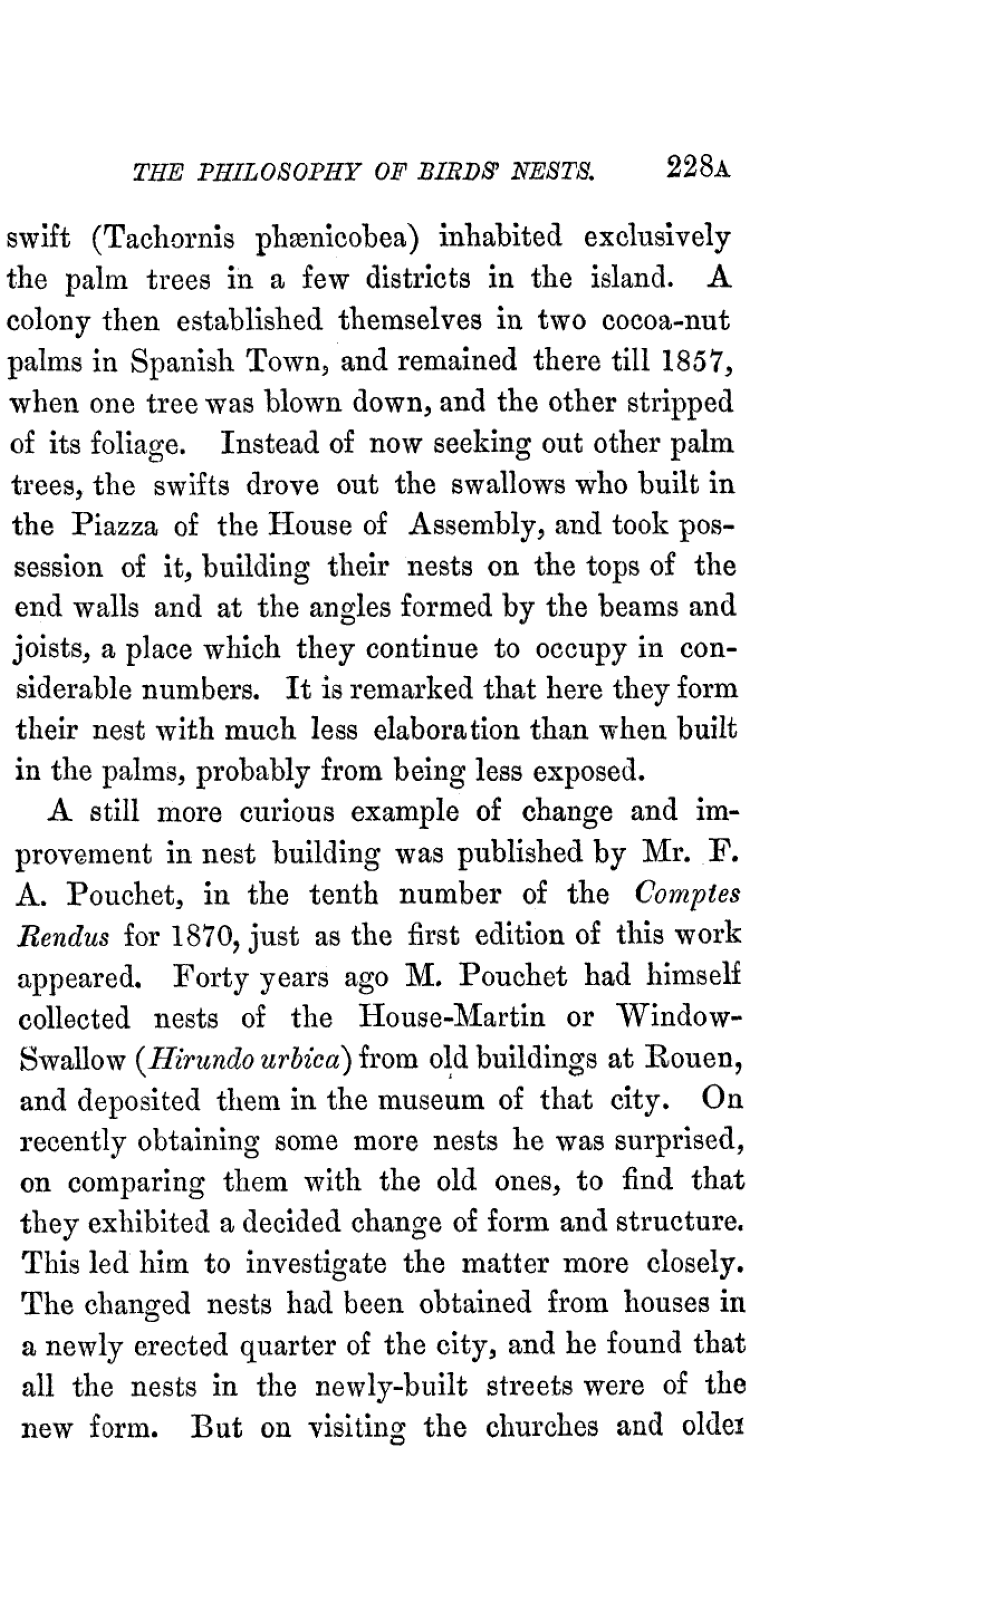 THE PHILOSOPHY OF BIRDS' NESTS. 228A
swift (Tachornis phænicobea) inhabited exclusively
the palm trees in a few districts in the island. A
colony then established themselves in two cocoa-nut
palms in Spanish Town, and remained there till 1857,
when one tree was blown down, and the other stripped
of its foliage. Instead of now seeking out other palm
trees, the swifts drove out the swallows who built in
the Piazza of the House of Assembly, and took pos-
session of it, building their nests on the tops of the
end walls and at the angles formed by the beams and
joists, a place which they continue to occupy in con-
siderable numbers. It is remarked that here they form
their nest with much less elaboration than when built
in the palms, probably from being less exposed.
A still more curious example of change and im-
provement in nest building was published by Mr. F.
A. Pouchet, in the tenth number of the Comptes
Rendus for 1870, just as the first edition of this work
appeared. Forty years ago M. Pouchet had himself
collected nests of the House-Martin or Window-
Swallow (Hirundo urbica) from old buildings at Rouen,
and deposited them in the museum of that city. On
recently obtaining some more nests he was surprised,
on comparing them with the old ones, to find that
they exhibited a decided change of form and structure.
This led him to investigate the matter more closely.
The changed nests had been obtained from houses in
a newly erected quarter of the city, and he found that
all the nests in the newly-built streets were of the
new form. But on visiting the churches and older